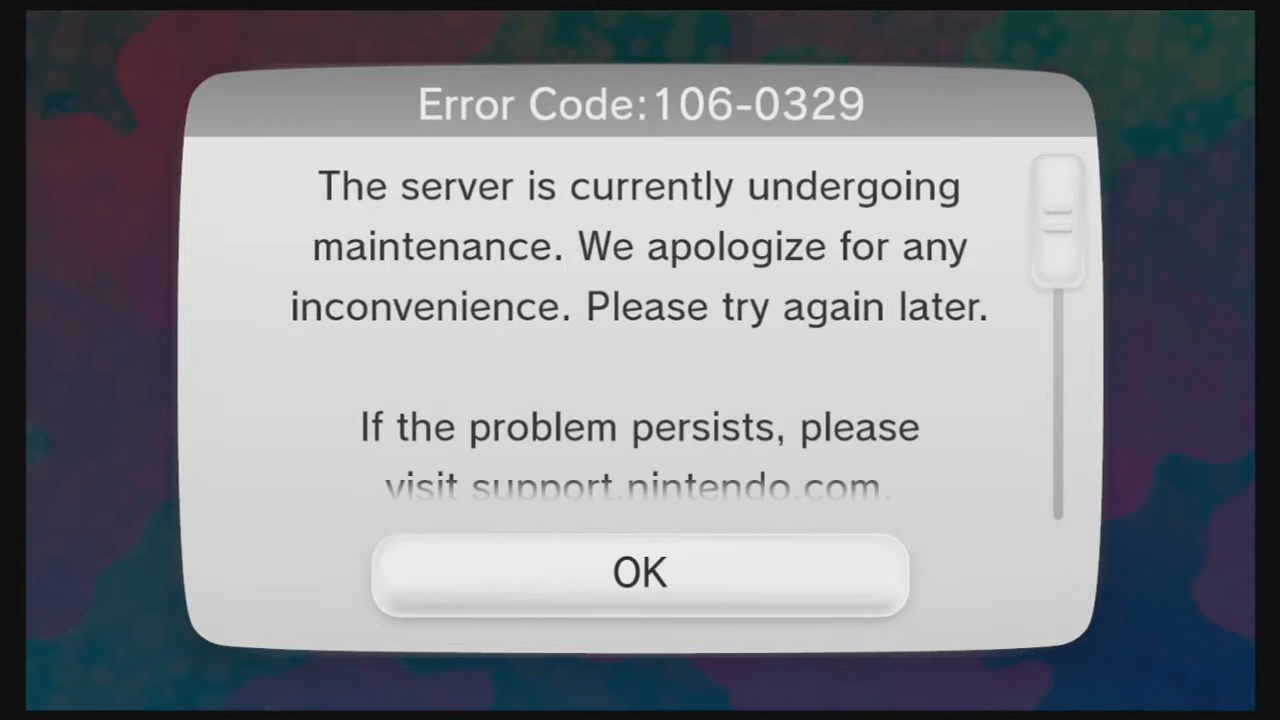 Error Code:106-0329
The server is currently undergoing
maintenance. We apologize for any
inconvenience. Please try again later.
If the problem persists, please
visit support.nintendo.com.
OK